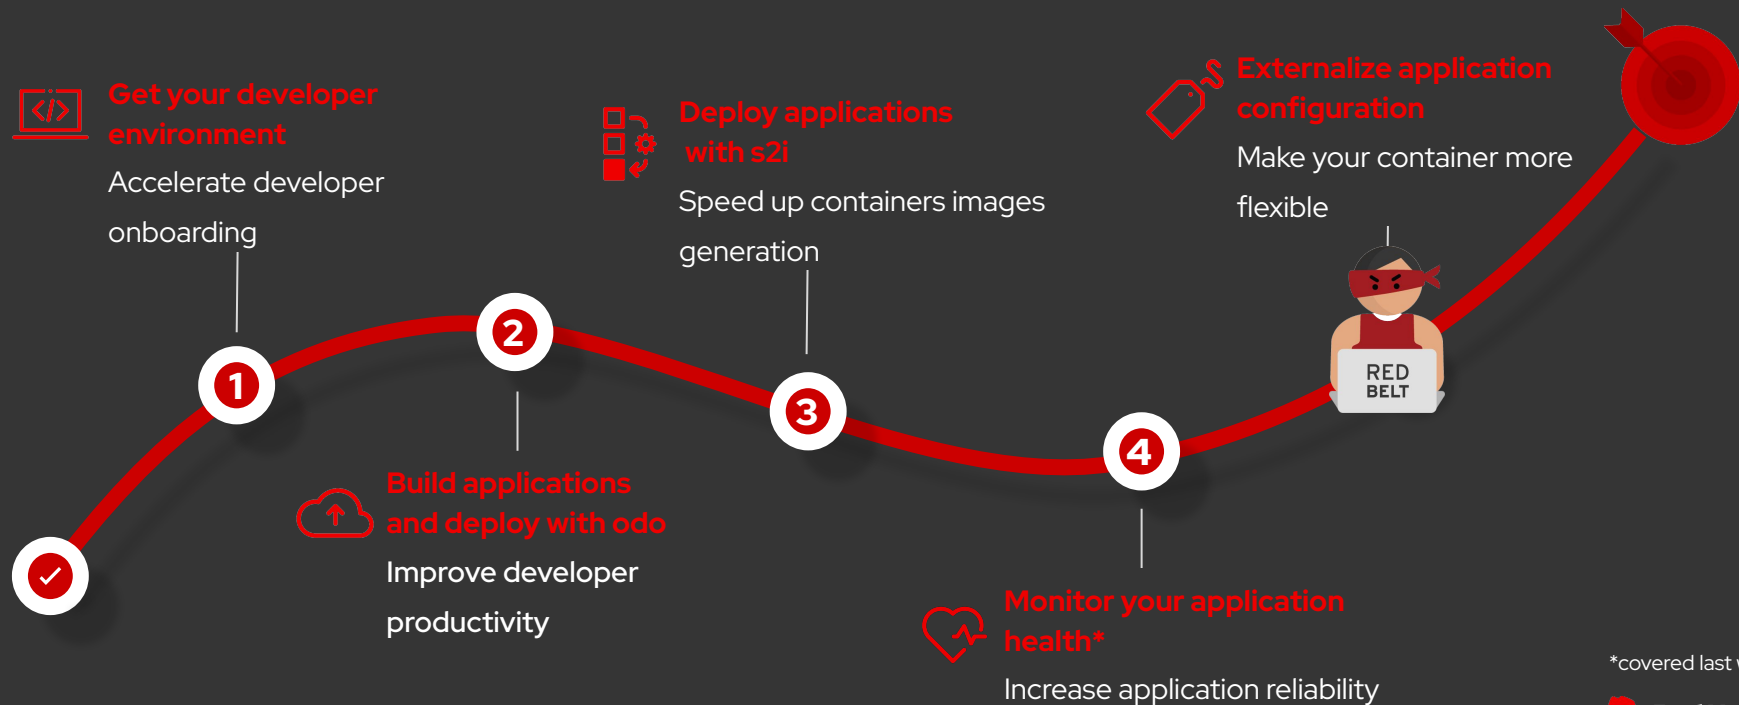 Get your developer
environment
Accelerate developer
onboarding
1
2
Build applications
and deploy with odo
Improve developer
productivity
Deploy applications
with s2i
Speed up containers images
generation
3
4
Monitor your application
health*
Increase application reliability
Externalize application
configuration
Make your container more
flexible
RED
BELT
*covered last